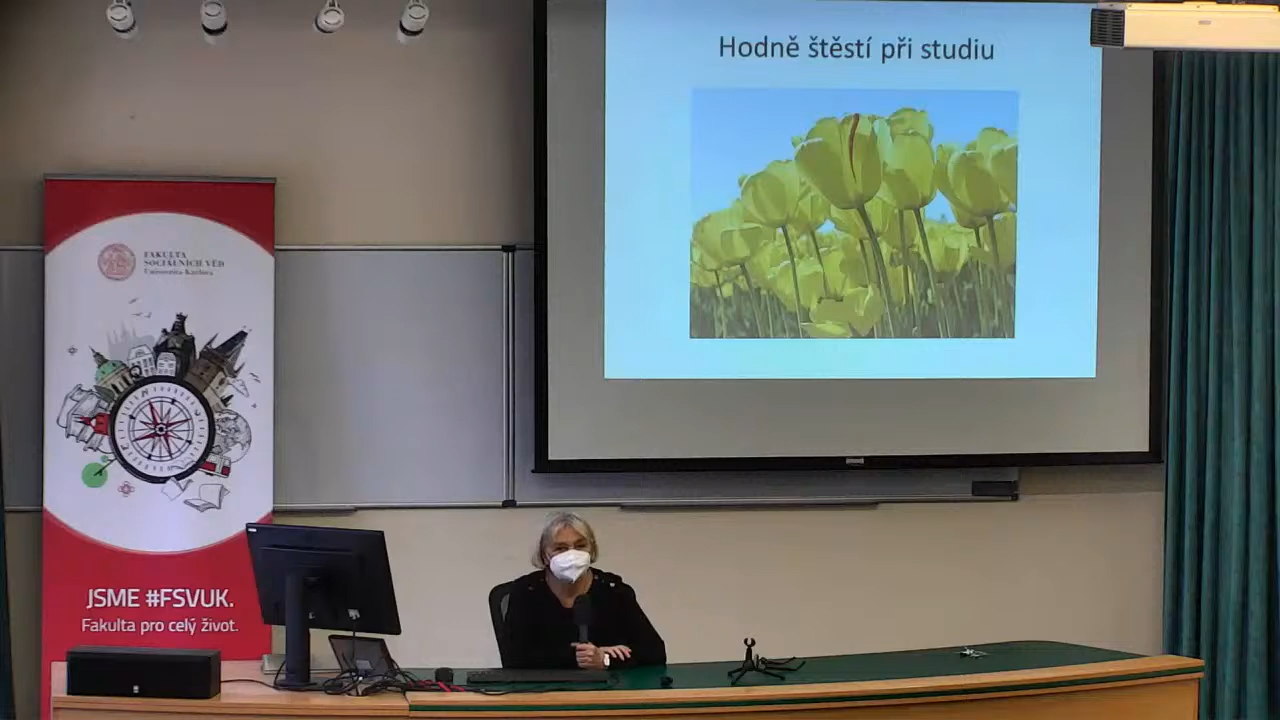 Hodně štěstí při studiu
FAKULTA
SOCIÁLNÍCH VĚD
Univerzita Karlova
JSME #FSVUK.
Fakulta pro celý život.